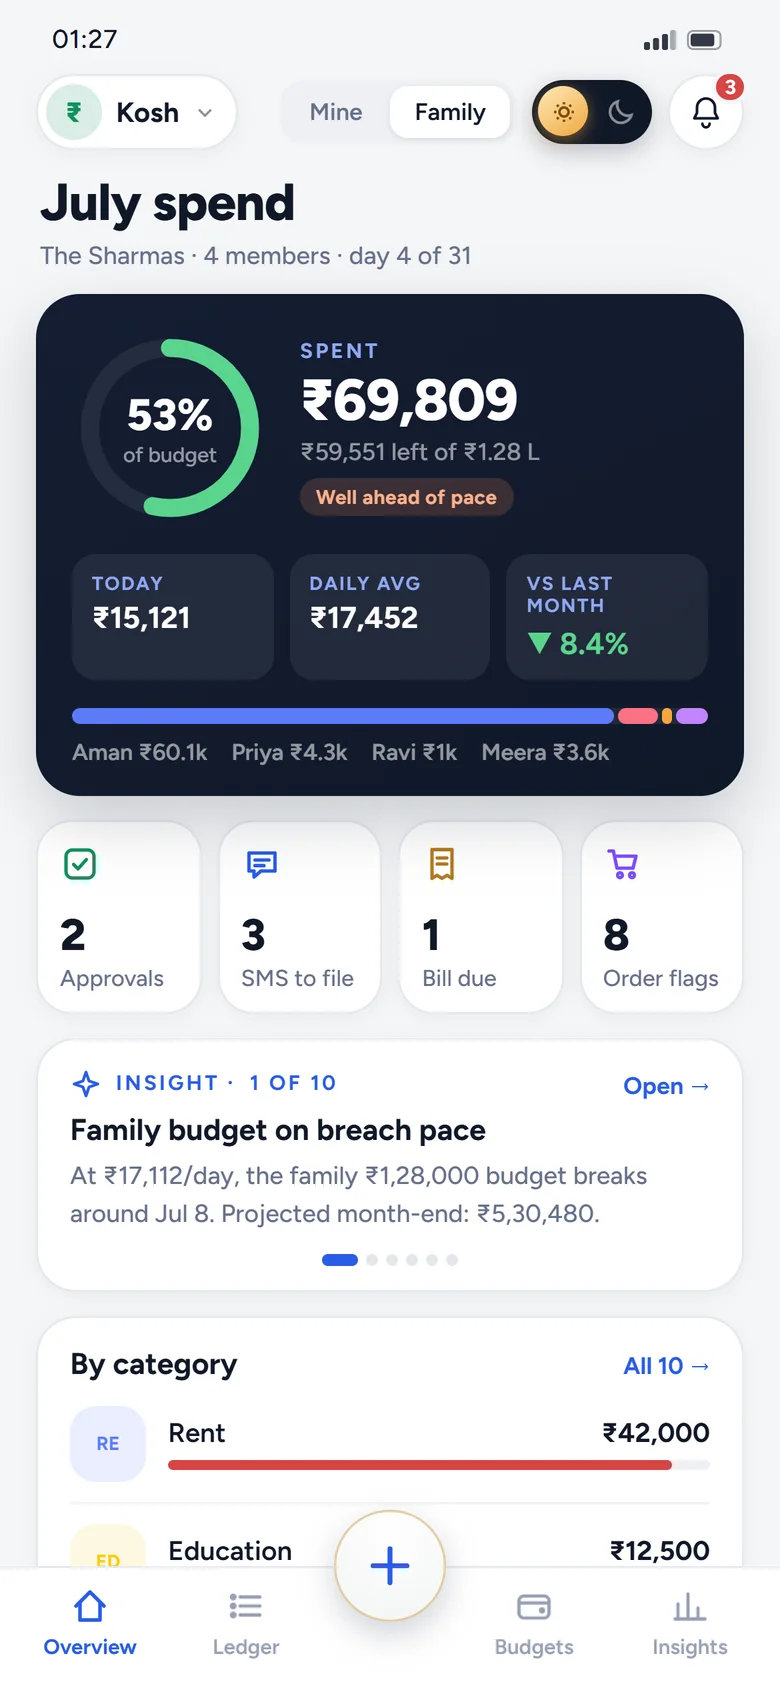 01:27
₹ Kosh
Mine Family
3
July spend
The Sharmas · 4 members · day 4 of 31
53%
of budget
SPENT
₹69,809
₹59,551 left of ₹1.28 L
Well ahead of pace
TODAY
₹15,121
DAILY AVG
₹17,452
VS LAST
MONTH
▼ 8.4%
Aman ₹60.1k Priya ₹4.3k Ravi ₹1k Meera ₹3.6k
2
Approvals
3
SMS to file
1
Bill due
8
Order flags
INSIGHT · 1 OF 10
Open →
Family budget on breach pace
At ₹17,112/day, the family ₹1,28,000 budget breaks
around Jul 8. Projected month-end: ₹5,30,480.
By category
All 10 →
RE
Rent
₹42,000
ED
Education
₹12,500
Overview
Ledger
Budgets
Insights